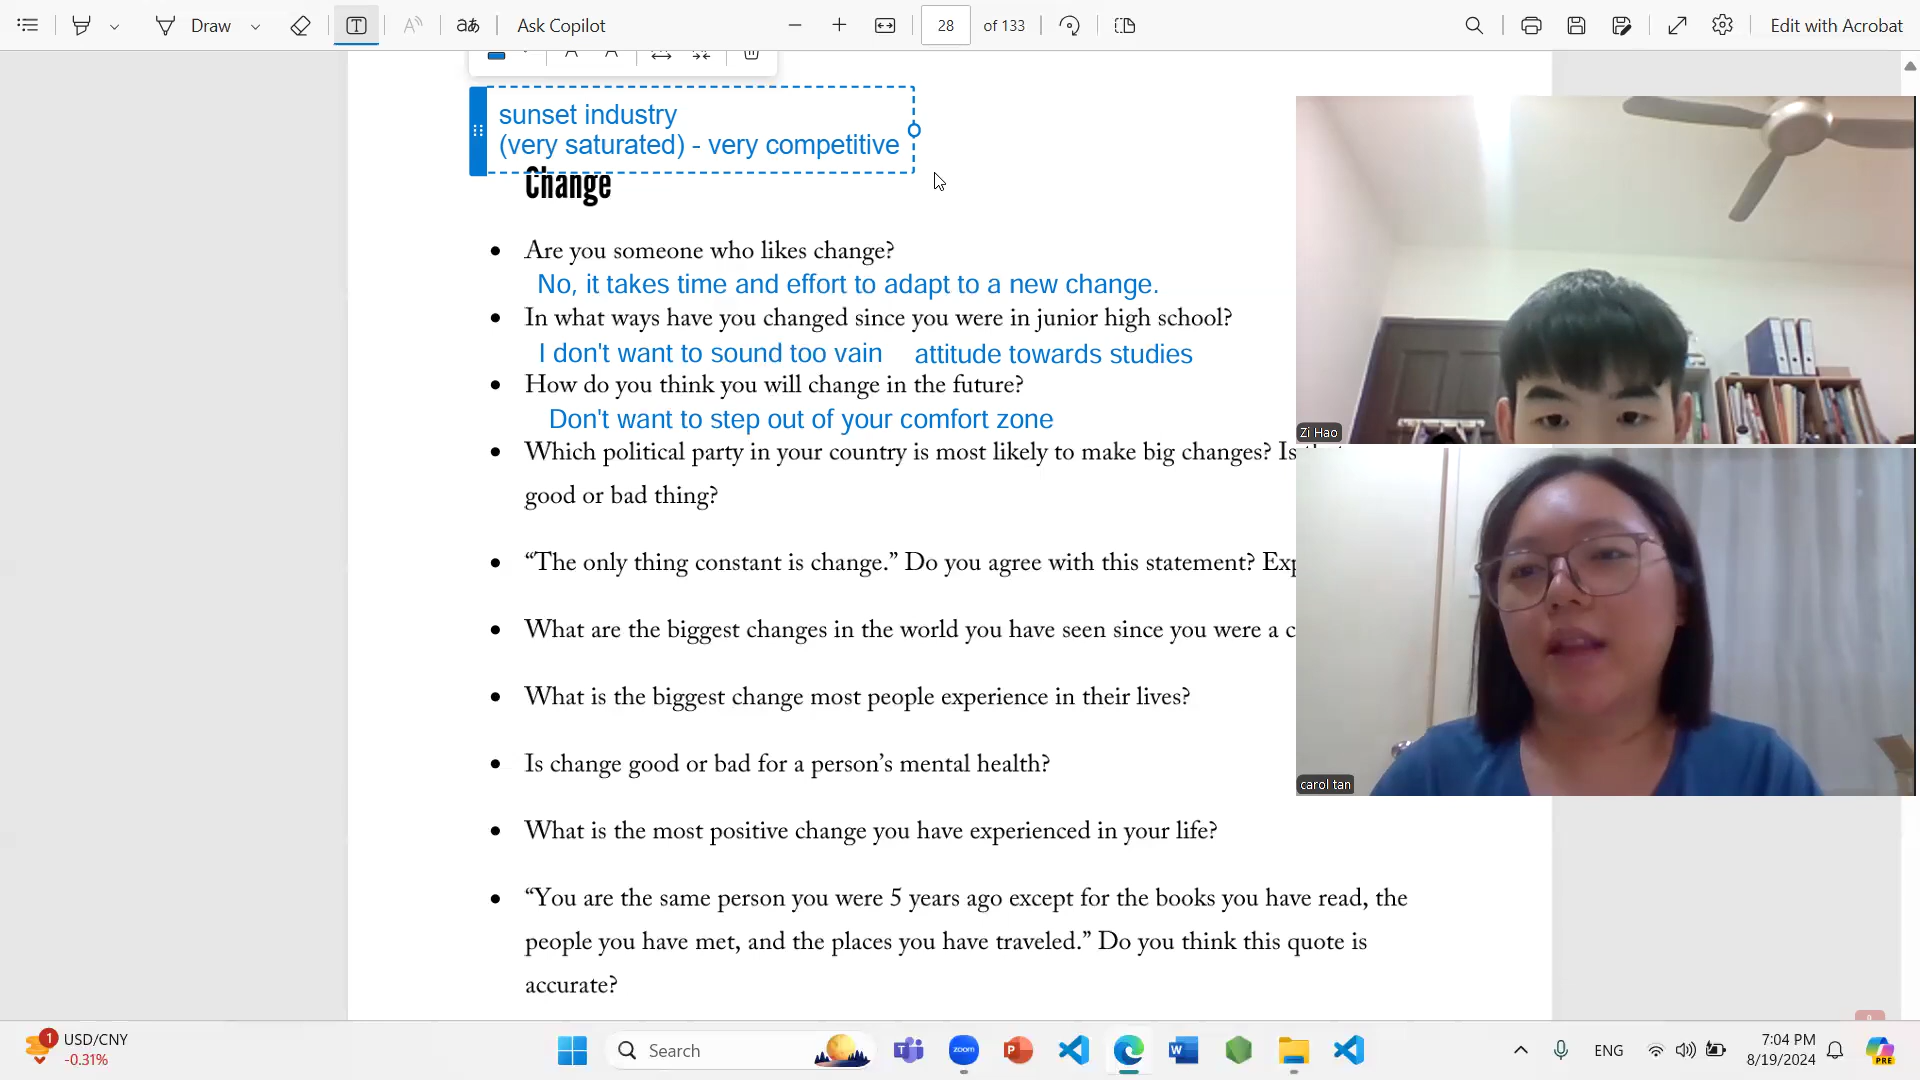 Draw
Ask Copilot
28 of 133
Edit with Acrobat
sunset industry
(very saturated) - very competitive
Change
Are you someone who likes change?
No, it takes time and effort to adapt to a new change.
In what ways have you changed since you were in junior high school?
I don't want to sound too vain attitude towards studies
How do you think you will change in the future?
Don't want to step out of your comfort zone
Which political party in your country is most likely to make big changes? Is
good or bad thing?
“The only thing constant is change.” Do you agree with this statement? Exp
What are the biggest changes in the world you have seen since you were a c
What is the biggest change most people experience in their lives?
Is change good or bad for a person’s mental health?
What is the most positive change you have experienced in your life?
“You are the same person you were 5 years ago except for the books you have read, the
people you have met, and the places you have traveled.” Do you think this quote is
accurate?
Zi Hao
carol tan
1
USD/CNY
-0.31%
Search
zoom
ENG
7:04 PM
8/19/2024
PRE